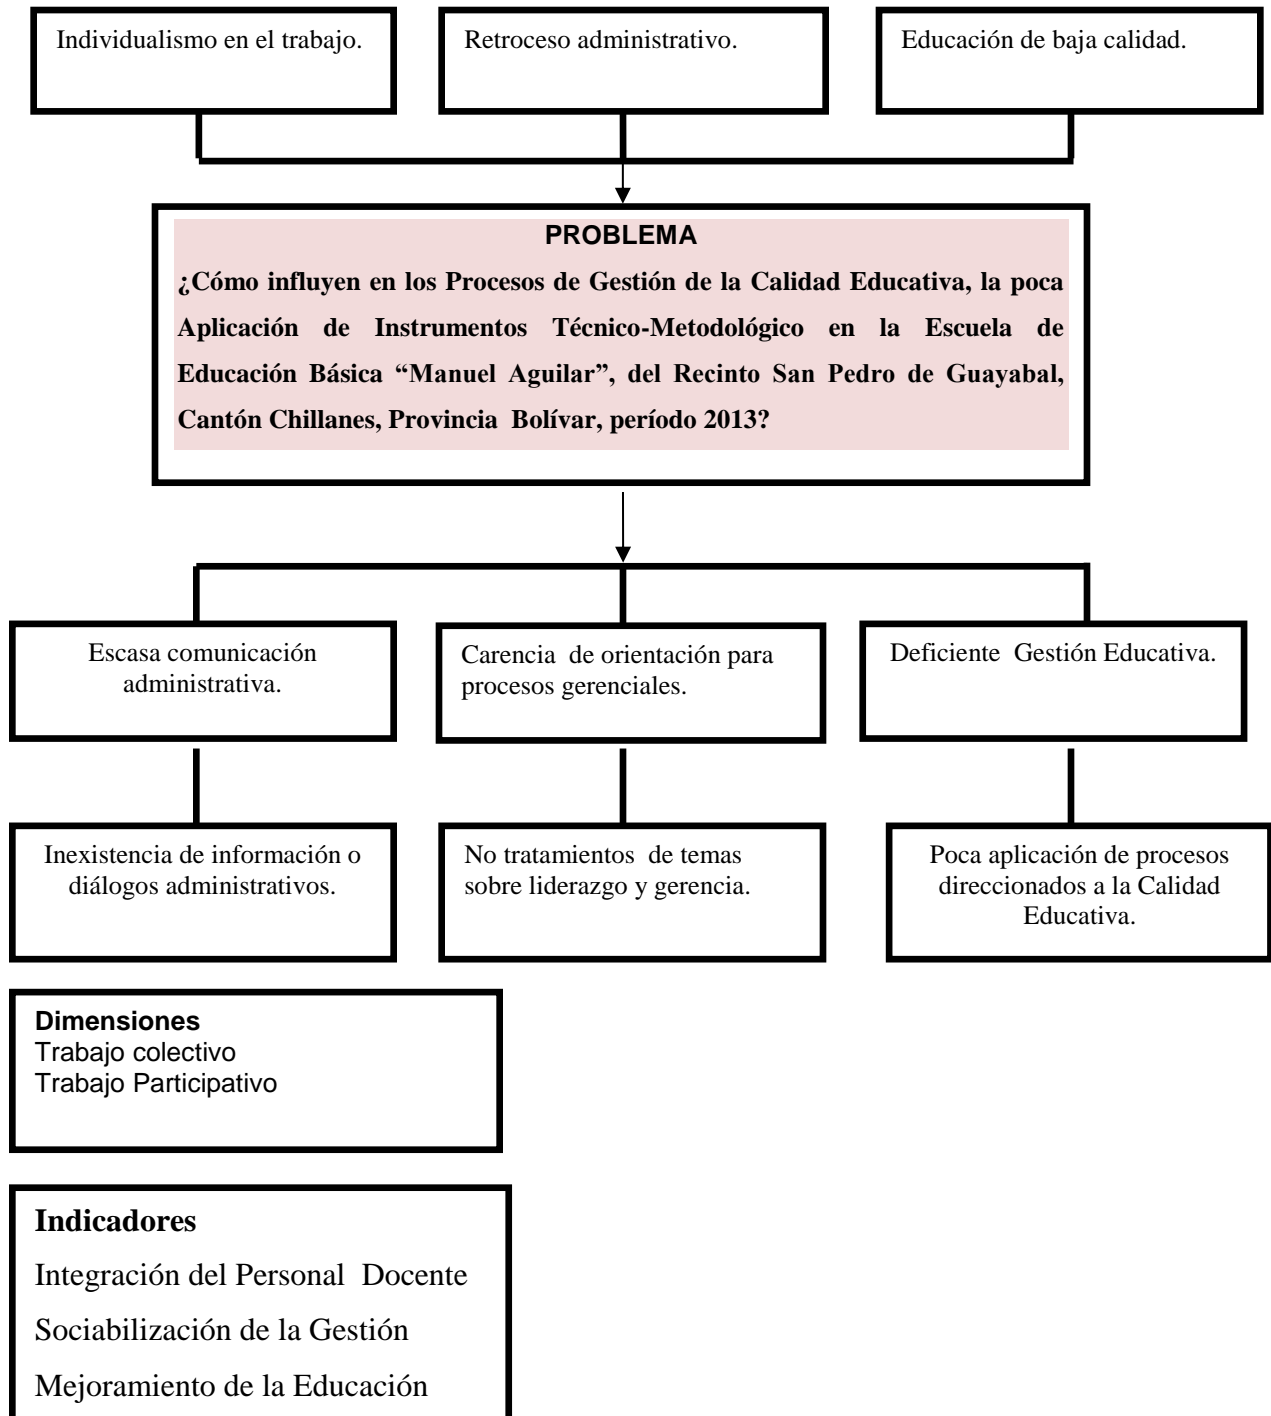 Individualismo en el trabajo.
Retroceso administrativo.
Educación de baja calidad.
PROBLEMA
¿Cómo influyen en los Procesos de Gestión de la Calidad Educativa, la poca
Aplicación de Instrumentos Técnico-Metodológico en la Escuela de
Educación Básica “Manuel Aguilar”, del Recinto San Pedro de Guayabal,
Cantón Chillanes, Provincia Bolívar, período 2013?
Escasa comunicación
administrativa.
Carencia de orientación para
procesos gerenciales.
Deficiente Gestión Educativa.
Inexistencia de información o
diálogos administrativos.
No tratamientos de temas
sobre liderazgo y gerencia.
Poca aplicación de procesos
direccionados a la Calidad
Educativa.
Dimensiones
Trabajo colectivo
Trabajo Participativo
Indicadores
Integración del Personal Docente
Sociabilización de la Gestión
Mejoramiento de la Educación